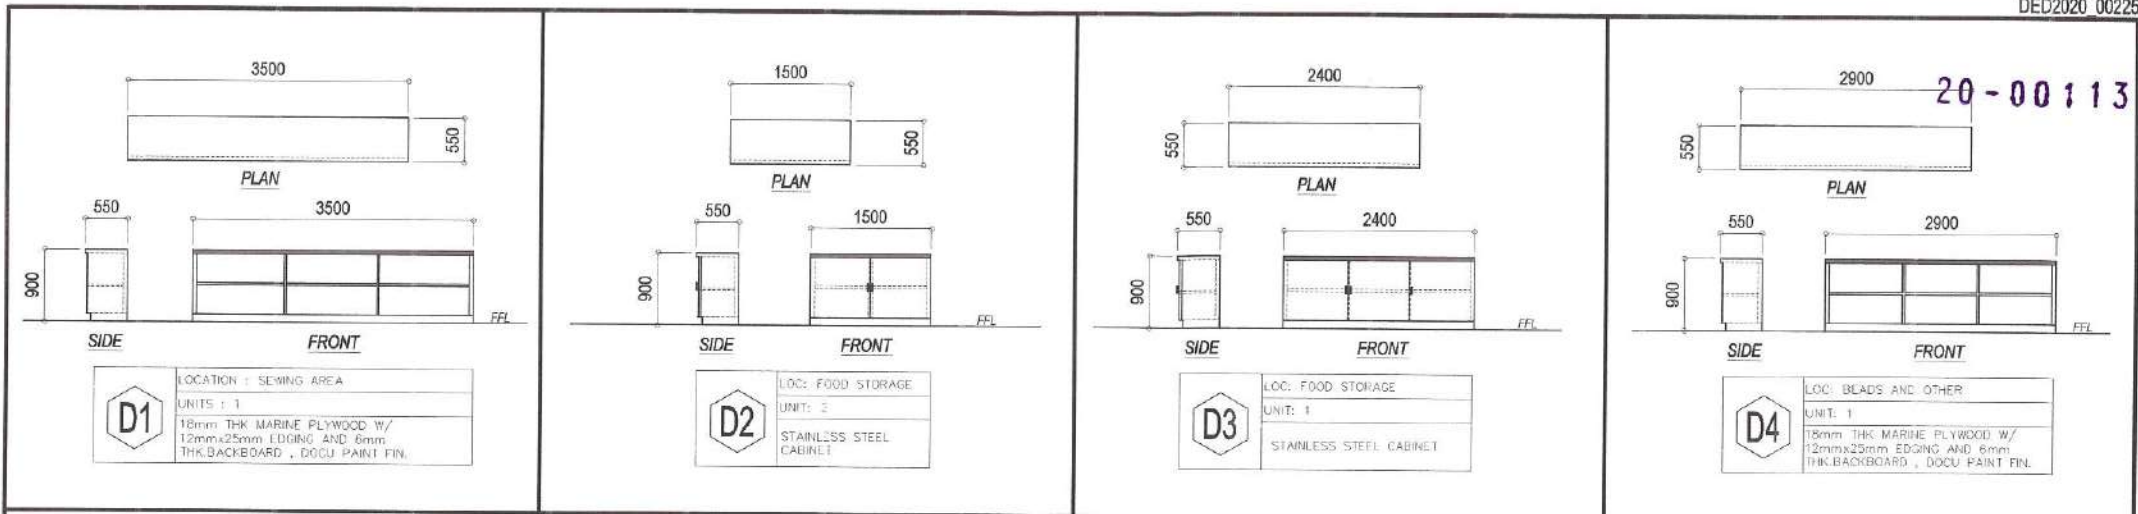 DED2020_00225
20-00113
3500
550
PLAN
550
3500
900
FFL
SIDE
FRONT
D1
LOCATION : SEWING AREA
UNITS : 1
18mm THK MARINE PLYWOOD W/
12mmx25mm EDGING AND 6mm
THK.BACKBOARD , DOCU PAINT FIN.
1500
550
PLAN
550
1500
900
FFL
SIDE
FRONT
D2
LOC: FOOD STORAGE
UNIT:
STAINLESS STEEL
CABINET
2400
550
PLAN
550
2400
900
FFL
SIDE
FRONT
D3
LOC: FOOD STORAGE
UNIT: 1
STAINLESS STEEL CABINET
2900
550
PLAN
550
2900
900
FFL
SIDE
FRONT
D4
LOC: BEADS AND OTHER
UNIT: 1
18mm THK MARINE PLYWOOD W/
12mmx25mm EDGING AND 6mm
THK.BACKBOARD , DOCU PAINT FIN.